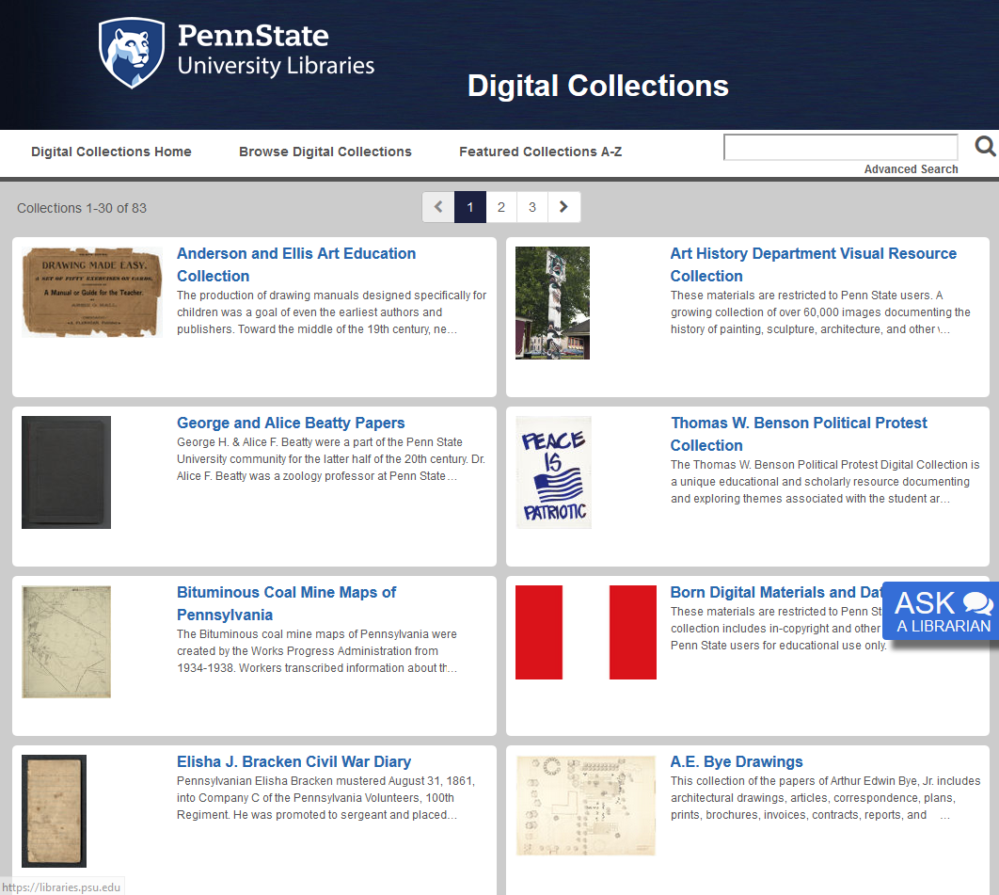 PennState
University Libraries
Digital Collections
Digital Collections Home
Browse Digital Collections
Featured Collections A-Z
Advanced Search
Collections 1-30 of 83
1
2
3
DRAWING MADE EASY.
A SET OF FIFTY EXERCISES ON CARDS,
A Manual or Guide for the Teacher.
Anderson and Ellis Art Education
Collection
The production of drawing manuals designed specifically for
children was a goal of even the earliest authors and
publishers. Toward the middle of the 19th century, ne…
Art History Department Visual Resource
Collection
These materials are restricted to Penn State users. A
growing collection of over 60,000 images documenting the
history of painting, sculpture, architecture, and other …
George and Alice Beatty Papers
George H. & Alice F. Beatty were a part of the Penn State
University community for the latter half of the 20th century. Dr.
Alice F. Beatty was a zoology professor at Penn State…
PEACE
IS
PATRIOTIC
Thomas W. Benson Political Protest
Collection
The Thomas W. Benson Political Protest Digital Collection is
a unique educational and scholarly resource documenting
and exploring themes associated with the student ar…
Bituminous Coal Mine Maps of
Pennsylvania
The Bituminous coal mine maps of Pennsylvania were
created by the Works Progress Administration from
1934-1938. Workers transcribed information about th…
Born Digital Materials and Dat
These materials are restricted to Penn St
collection includes in-copyright and other
Penn State users for educational use only.
ASK
A LIBRARIAN
Elisha J. Bracken Civil War Diary
Pennsylvanian Elisha Bracken mustered August 31, 1861,
into Company C of the Pennsylvania Volunteers, 100th
Regiment. He was promoted to sergeant and placed…
A.E. Bye Drawings
This collection of the papers of Arthur Edwin Bye, Jr. includes
architectural drawings, articles, correspondence, plans,
prints, brochures, invoices, contracts, reports, and …
https://libraries.psu.edu